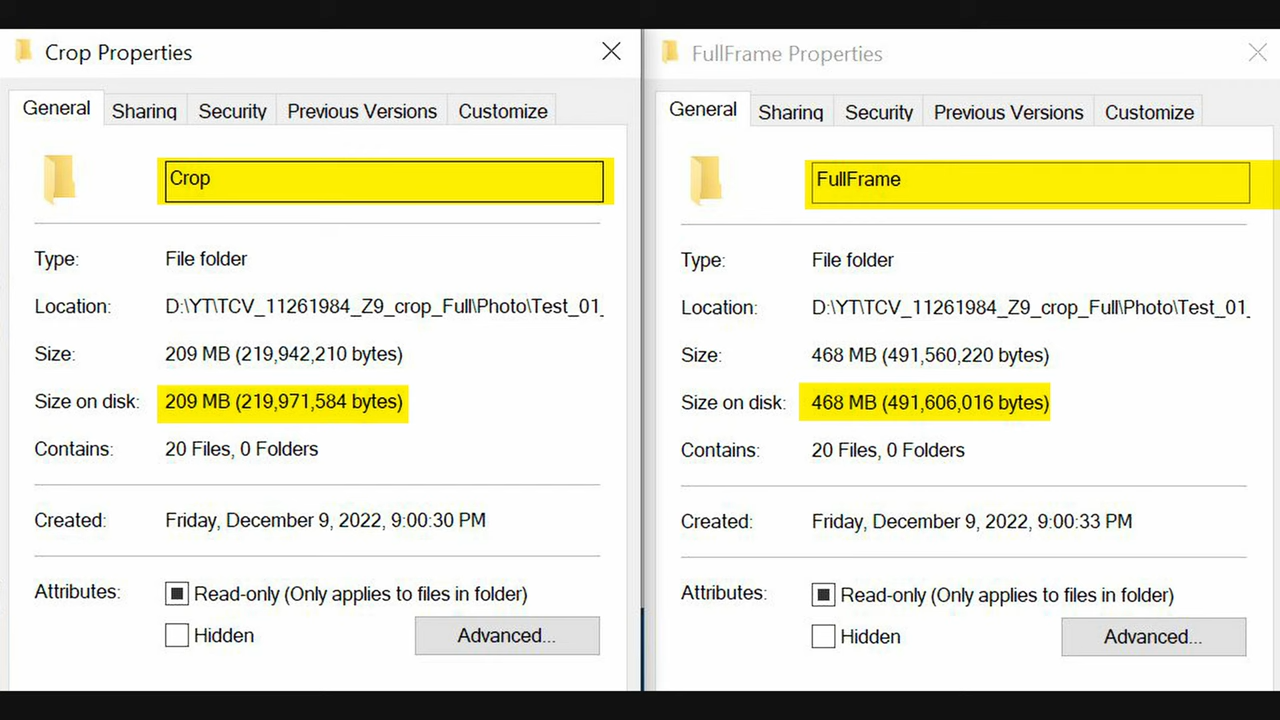 Crop Properties
General Sharing Security Previous Versions Customize
Crop
Type: File folder
Location: D:\YT\TCV_11261984_Z9_crop_Full\Photo\Test_01_
Size: 209 MB (219,942,210 bytes)
Size on disk: 209 MB (219,971,584 bytes)
Contains: 20 Files, 0 Folders
Created: Friday, December 9, 2022, 9:00:30 PM
Attributes: Read-only (Only applies to files in folder)
Hidden Advanced...
FullFrame Properties
General Sharing Security Previous Versions Customize
FullFrame
Type: File folder
Location: D:\YT\TCV_11261984_Z9_crop_Full\Photo\Test_01_
Size: 468 MB (491,560,220 bytes)
Size on disk: 468 MB (491,606,016 bytes)
Contains: 20 Files, 0 Folders
Created: Friday, December 9, 2022, 9:00:33 PM
Attributes: Read-only (Only applies to files in folder)
Hidden Advanced...